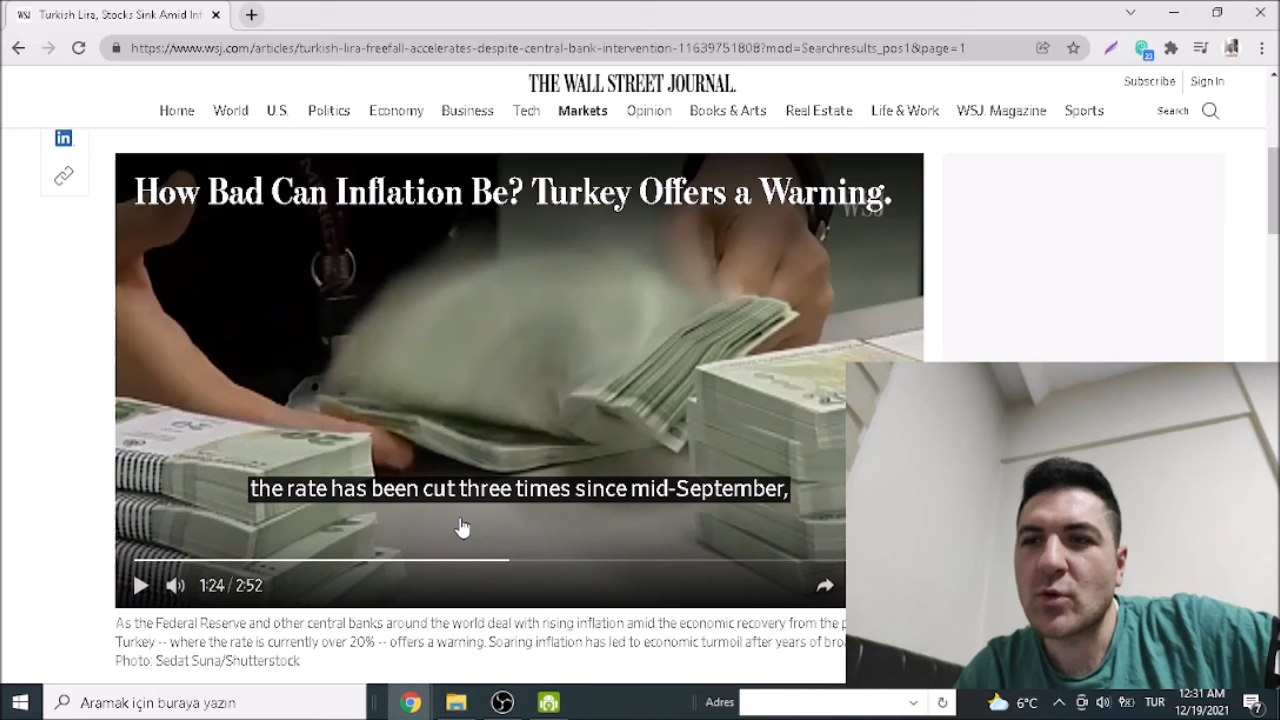 WSJ Turkish Lira, Stocks Sink Amid Inf
https://www.wsj.com/articles/turkish-lira-freefall-accelerates-despite-central-bank-intervention-11639751808?mod=Searchresults_pos1&page=1
23
THE WALL STREET JOURNAL.
Subscribe Sign In
Home World U.S. Politics Economy Business Tech Markets Opinion Books & Arts Real Estate Life & Work WSJ. Magazine Sports Search
in
How Bad Can Inflation Be? Turkey Offers a Warning.
WSJ
the rate has been cut three times since mid-September,
1:24 / 2:52
As the Federal Reserve and other central banks around the world deal with rising inflation amid the economic recovery from the
Turkey -- where the rate is currently over 20% -- offers a warning. Soaring inflation has led to economic turmoil after years of
Photo: Sedat Suna/Shutterstock
Aramak için buraya yazın
Adres
6°C
TUR
12:31 AM
12/19/2021
7